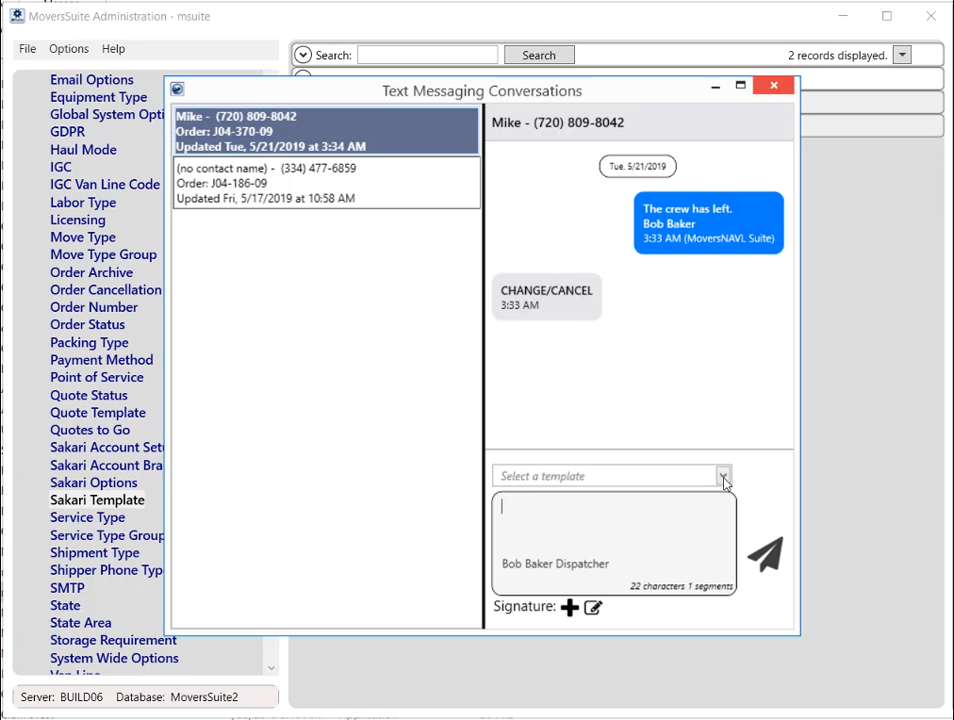 MoversSuite Administration - msuite
File Options Help
Search: Search 2 records displayed.
Email Options
Equipment Type
Global System Opti
GDPR
Haul Mode
IGC
IGC Van Line Code
Labor Type
Licensing
Move Type
Move Type Group
Order Archive
Order Cancellation
Order Number
Order Status
Packing Type
Payment Method
Point of Service
Quote Status
Quote Template
Quotes to Go
Sakari Account Set
Sakari Account Bra
Sakari Options
Sakari Template
Service Type
Service Type Group
Shipment Type
Shipper Phone Typ
SMTP
State
State Area
Storage Requirement
System Wide Options
Server: BUILD06 Database: MoversSuite2
Text Messaging Conversations
Mike - (720) 809-8042
Order: J04-370-09
Updated Tue, 5/21/2019 at 3:34 AM
(no contact name) - (334) 477-6859
Order: J04-186-09
Updated Fri, 5/17/2019 at 10:58 AM
Mike - (720) 809-8042
Tue, 5/21/2019
The crew has left.
Bob Baker
3:33 AM (MoversNAVL Suite)
CHANGE/CANCEL
3:33 AM
Select a template
Bob Baker Dispatcher
22 characters 1 segments
Signature: